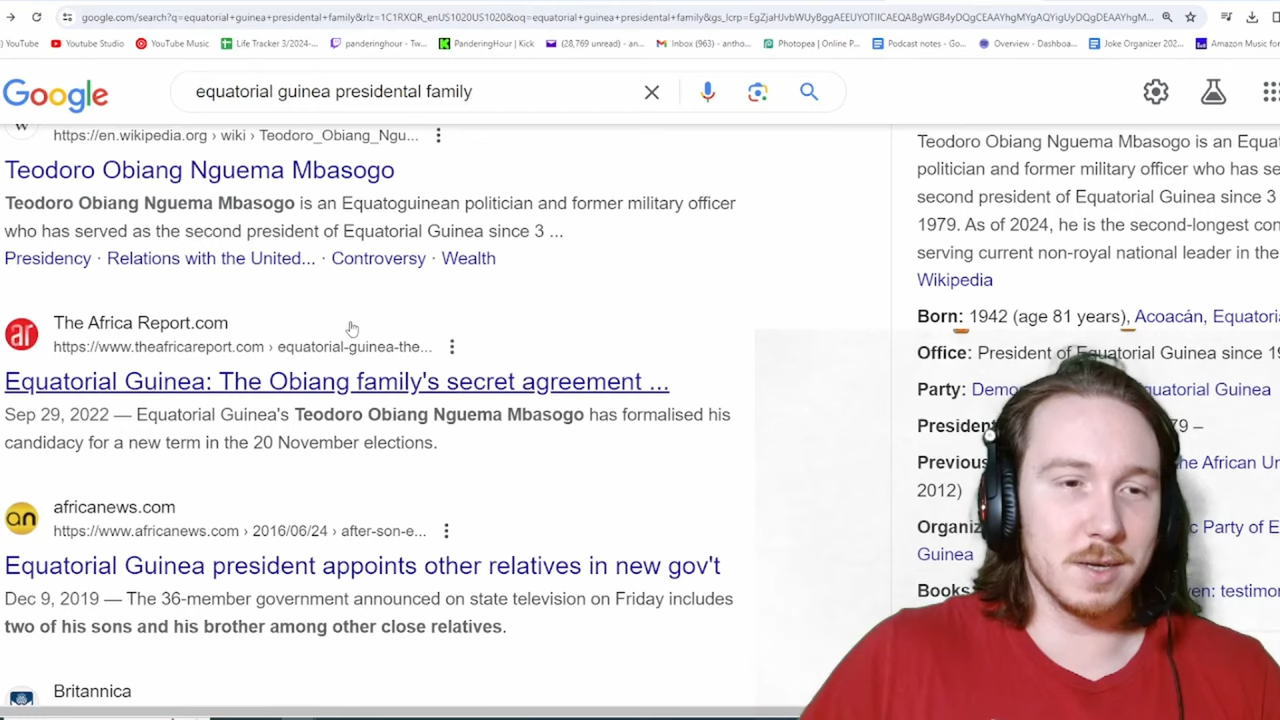 google.com/search?q=equatorial+guinea+presidental+family&rlz=1C1RXQR_enUS1020US1020&oq=equatorial+guinea+presidental+family&gs_lcrp=
YouTube
YouTube Studio
YouTube Music
Life Tracker 3/2024-...
panderinghour - Tw...
PanderingHour | Kick
(28,769 unread) - an...
Inbox (963) - antho...
Photopea | Online P...
Podcast notes - Go...
Overview - Dashboa...
Joke Organizer 202...
Amazon Music for
Google
equatorial guinea presidental family
W
https://en.wikipedia.org › wiki › Teodoro_Obiang_Ngu...
Teodoro Obiang Nguema Mbasogo
Teodoro Obiang Nguema Mbasogo is an Equatoguinean politician and former military officer
who has served as the second president of Equatorial Guinea since 3 ...
Presidency · Relations with the United... · Controversy · Wealth
ar
The Africa Report.com
https://www.theafricareport.com › equatorial-guinea-the...
Equatorial Guinea: The Obiang family's secret agreement ...
Sep 29, 2022 — Equatorial Guinea's Teodoro Obiang Nguema Mbasogo has formalised his
candidacy for a new term in the 20 November elections.
an
africanews.com
https://www.africanews.com › 2016/06/24 › after-son-e...
Equatorial Guinea president appoints other relatives in new gov't
Dec 9, 2019 — The 36-member government announced on state television on Friday includes
two of his sons and his brother among other close relatives.
Britannica
Teodoro Obiang Nguema Mbasogo is an Equat
politician and former military officer who has se
second president of Equatorial Guinea since 3
1979. As of 2024, he is the second-longest con
serving current non-royal national leader in the
Wikipedia
Born: 1942 (age 81 years), Acoacán, Equatoria
Office: President of Equatorial Guinea since 19
Party: Demo quatorial Guinea
President 79 –
Previous he African Un
2012)
Organiz c Party of E
Guinea
Books ven: testimon